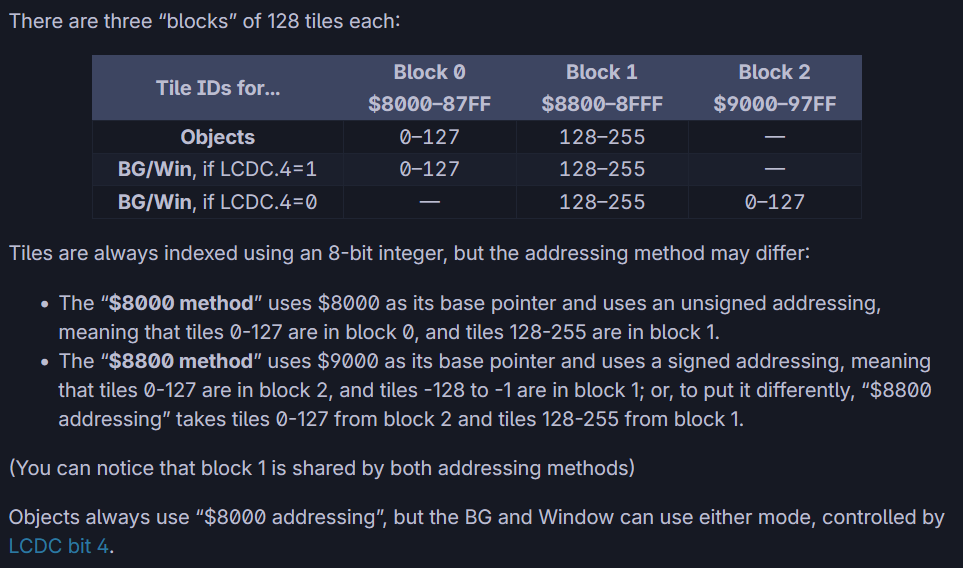 There are three “blocks” of 128 tiles each:
Tile IDs for... Block 0 Block 1 Block 2
$8000–87FF $8800–8FFF $9000–97FF
Objects 0–127 128–255 —
BG/Win, if LCDC.4=1 0–127 128–255 —
BG/Win, if LCDC.4=0 — 128–255 0–127
Tiles are always indexed using an 8-bit integer, but the addressing method may differ:
• The “$8000 method” uses $8000 as its base pointer and uses an unsigned addressing,
meaning that tiles 0-127 are in block 0, and tiles 128-255 are in block 1.
• The “$8800 method” uses $9000 as its base pointer and uses a signed addressing, meaning
that tiles 0-127 are in block 2, and tiles -128 to -1 are in block 1; or, to put it differently, “$8800
addressing” takes tiles 0-127 from block 2 and tiles 128-255 from block 1.
(You can notice that block 1 is shared by both addressing methods)
Objects always use “$8000 addressing”, but the BG and Window can use either mode, controlled by
LCDC bit 4.